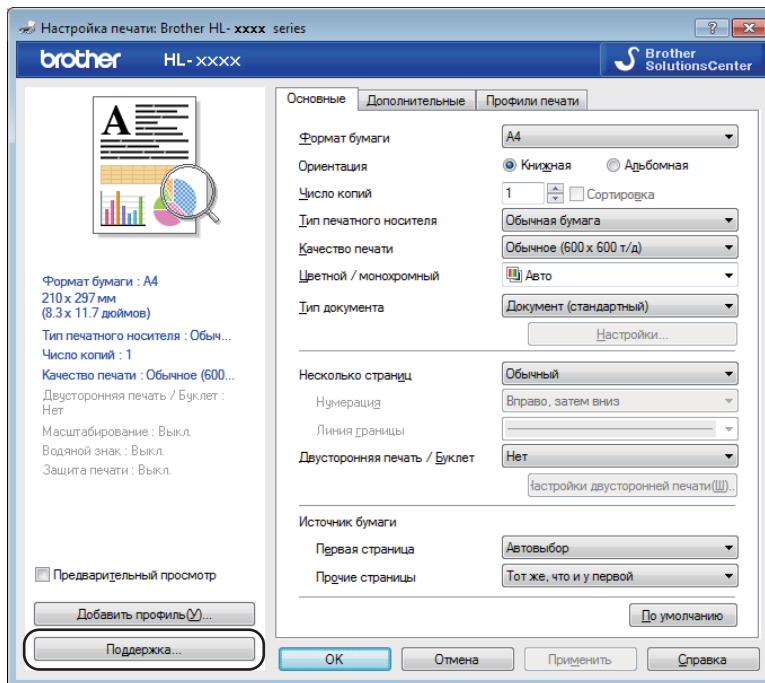 Настройка печати: Brother HL- xxxx series
brother HL-xxxx
Brother
SolutionsCenter
A
Формат бумаги : A4
210 x 297 мм
(8.3 x 11.7 дюймов)
Тип печатного носителя : Обыч...
Число копий : 1
Качество печати : Обычное (600...
Двусторонняя печать / Буклет :
Нет
Масштабирование : Выкл.
Водяной знак : Выкл.
Защита печати : Выкл.
Предварительный просмотр
Добавить профиль(У)...
Поддержка...
Основные Дополнительные Профили печати
Формат бумаги A4
Ориентация Книжная Альбомная
Число копий 1 Сортировка
Тип печатного носителя Обычная бумага
Качество печати Обычное (600 x 600 т/д)
Цветной / монохромный Авто
Тип документа Документ (стандартный)
Настройки...
Несколько страниц Обычный
Нумерация Вправо, затем вниз
Линия границы
Двусторонняя печать / Буклет Нет
Настройки двусторонней печати(Ш)..
Источник бумаги
Первая страница Автовыбор
Прочие страницы Тот же, что и у первой
По умолчанию
OK Отмена Применить Справка